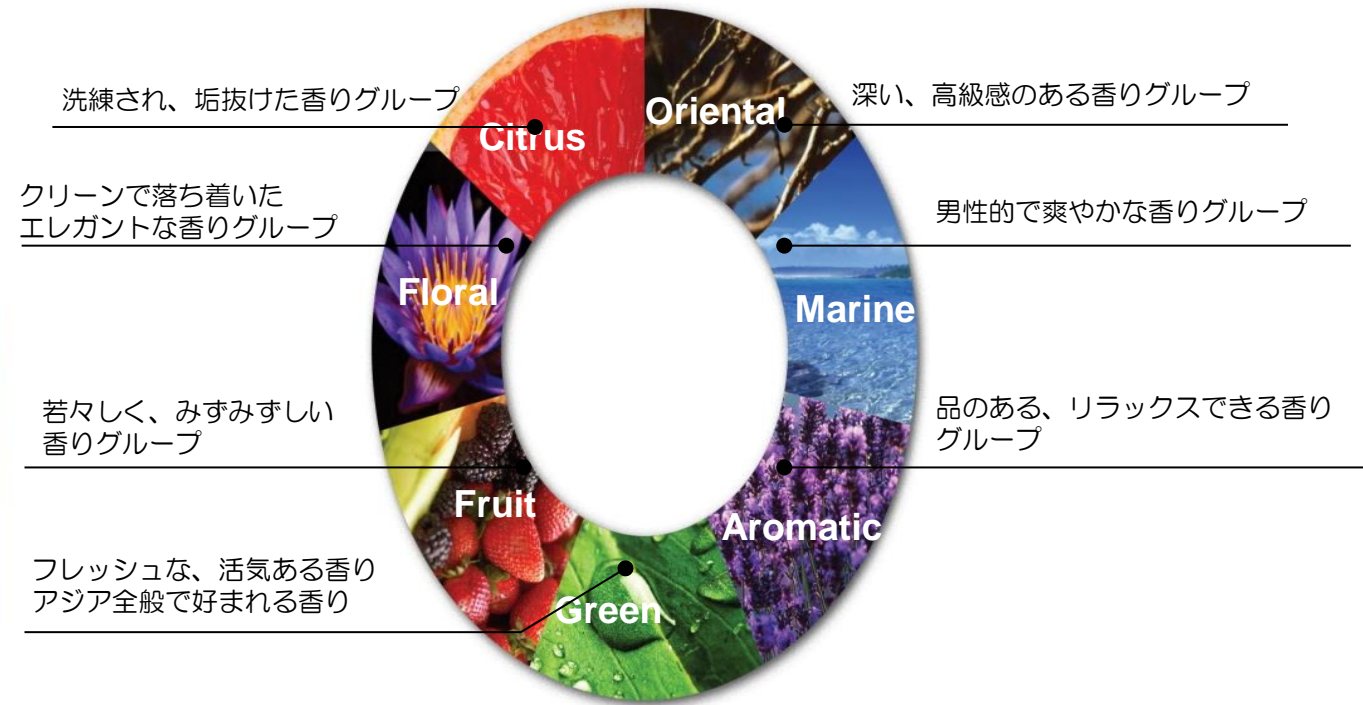 洗練され、垢抜けた香りグループ
Citrus
Oriental
深い、高級感のある香りグループ
クリーンで落ち着いた
エレガントな香りグループ
Floral
男性的で爽やかな香りグループ
Marine
若々しく、みずみずしい
香りグループ
Fruit
品のある、リラックスできる香り
グループ
Aromatic
フレッシュな、活気ある香り
アジア全般で好まれる香り
Green